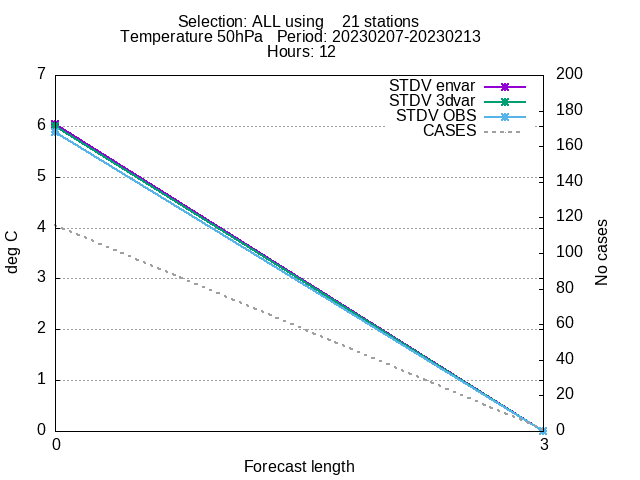 Selection: ALL using    21 stations
Temperature 50hPa   Period: 20230207-20230213
Hours: 12
STDV envar
STDV 3dvar
STDV OBS
CASES
deg C
7
6
5
4
3
2
1
0
200
180
160
140
120
100
80
60
40
20
0
No cases
0
3
Forecast length